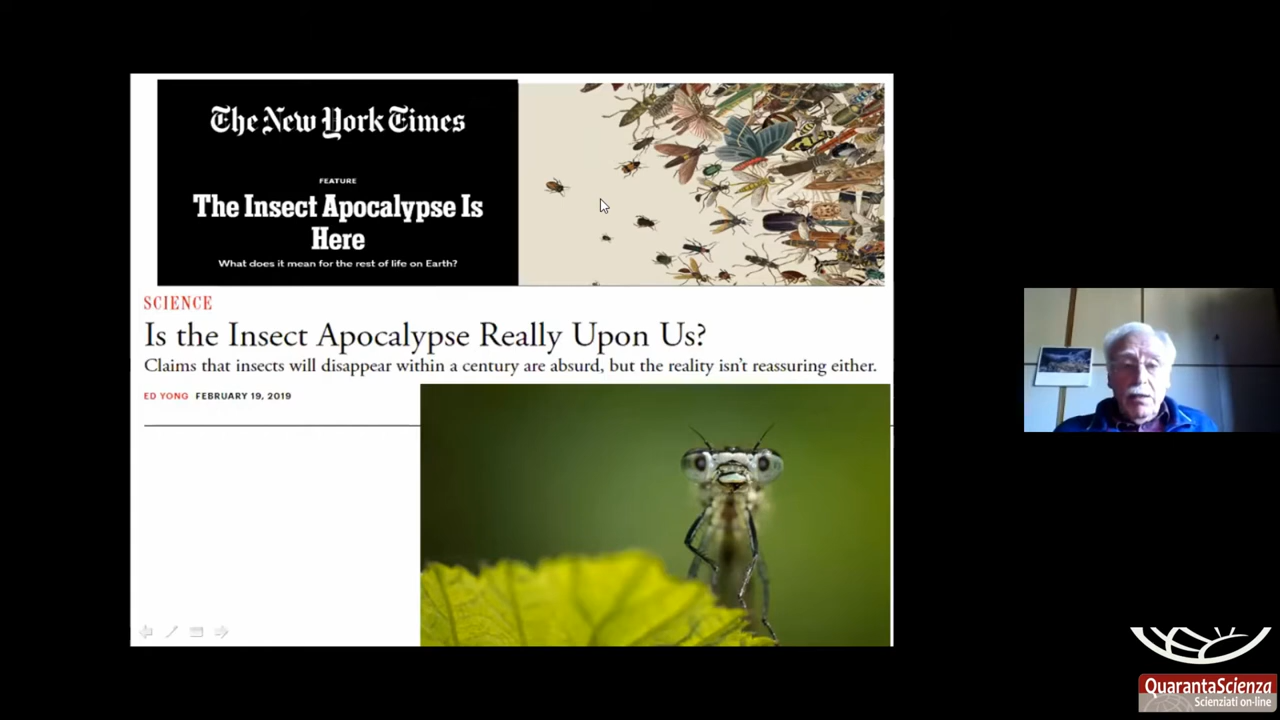 The New York Times
FEATURE
The Insect Apocalypse Is
Here
What does it mean for the rest of life on Earth?
SCIENCE
Is the Insect Apocalypse Really Upon Us?
Claims that insects will disappear within a century are absurd, but the reality isn't reassuring either.
ED YONG FEBRUARY 19, 2019
QuarantaScienza
Scienziati on-line